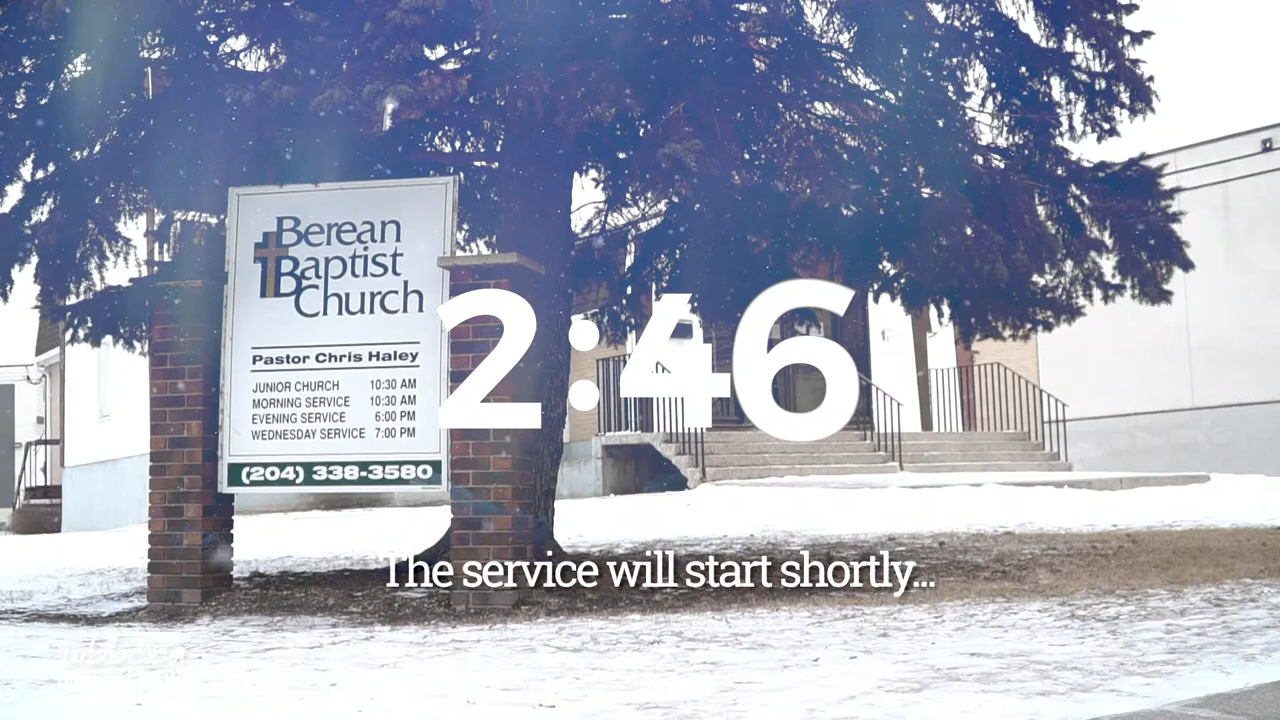 Berean
Baptist
Church
Pastor Chris Haley
JUNIOR CHURCH 10:30 AM
MORNING SERVICE 10:30 AM
EVENING SERVICE 6:00 PM
WEDNESDAY SERVICE 7:00 PM
(204) 338-3580
2:46
The service will start shortly...